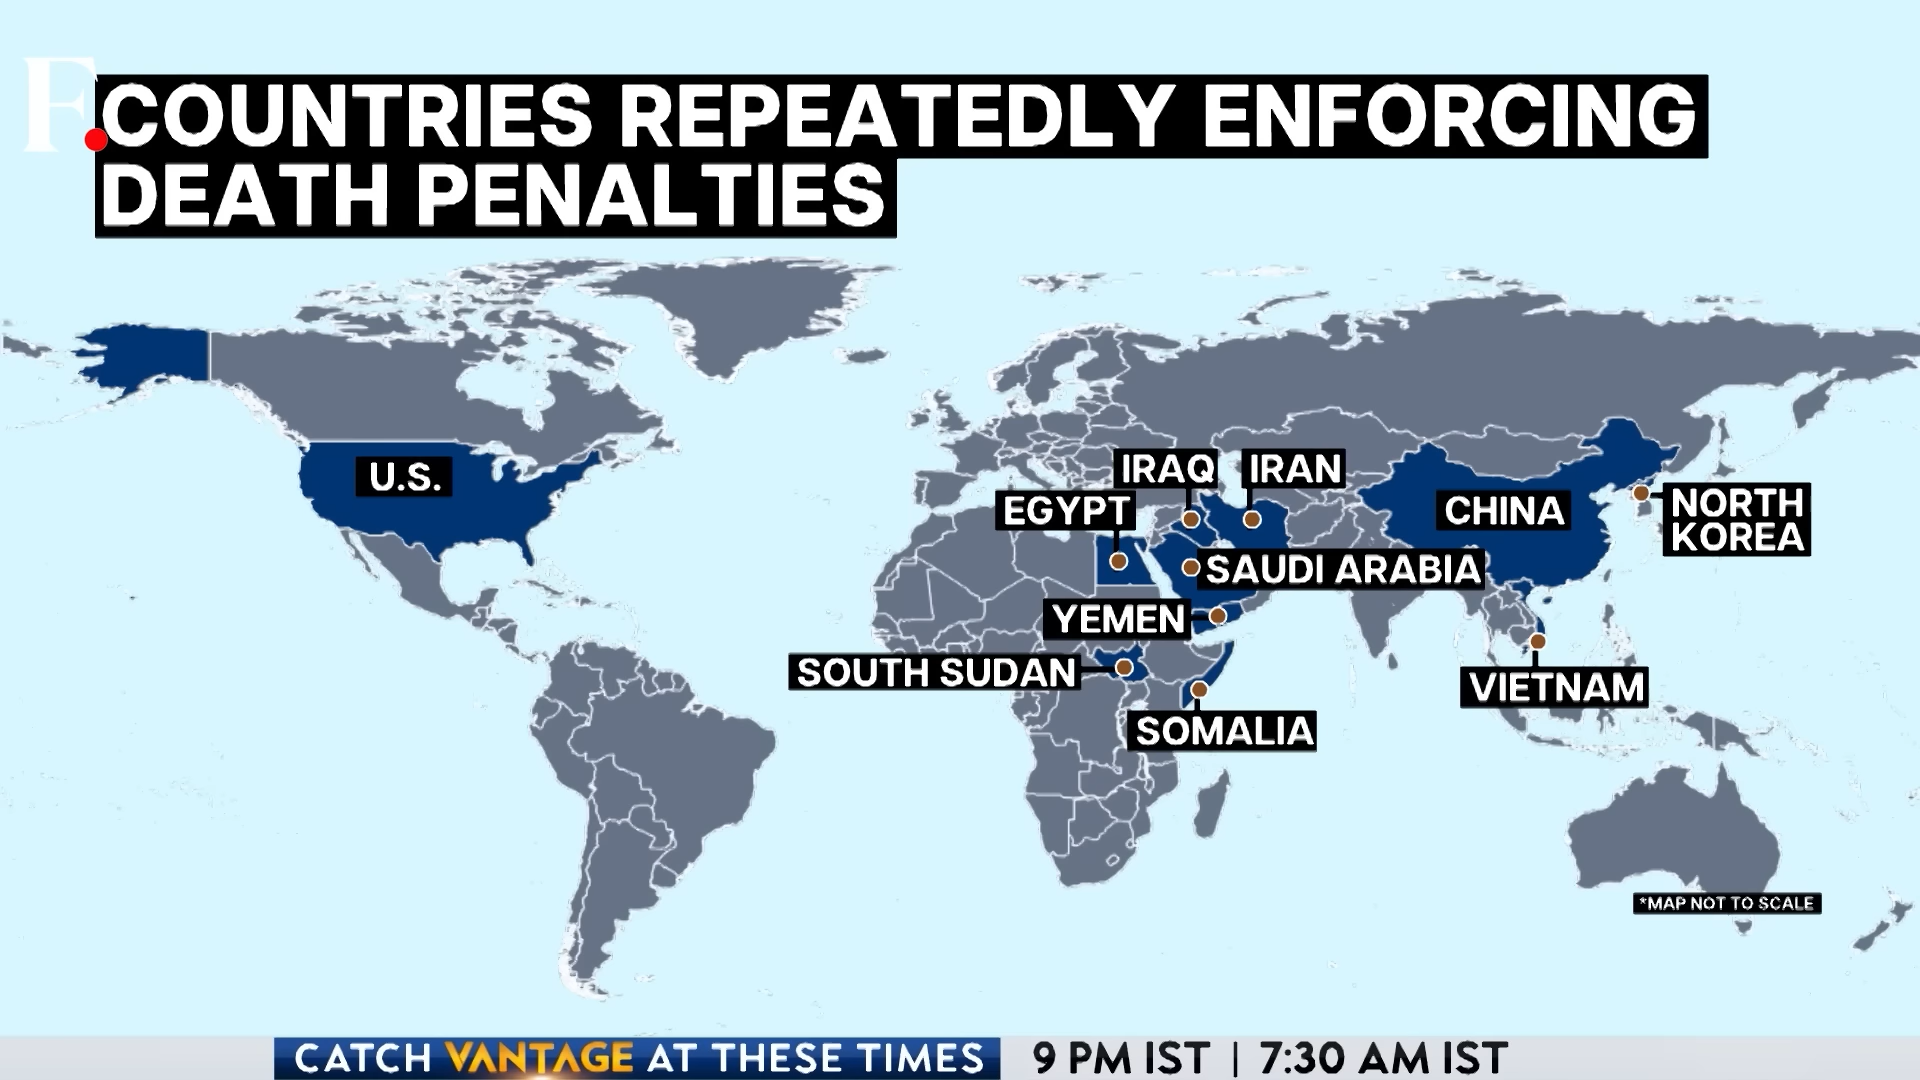 F.
COUNTRIES REPEATEDLY ENFORCING
DEATH PENALTIES
U.S.
IRAQ
IRAN
EGYPT
CHINA
NORTH
KOREA
SAUDI ARABIA
YEMEN
SOUTH SUDAN
VIETNAM
SOMALIA
*MAP NOT TO SCALE
CATCH VANTAGE AT THESE TIMES 9 PM IST | 7:30 AM IST